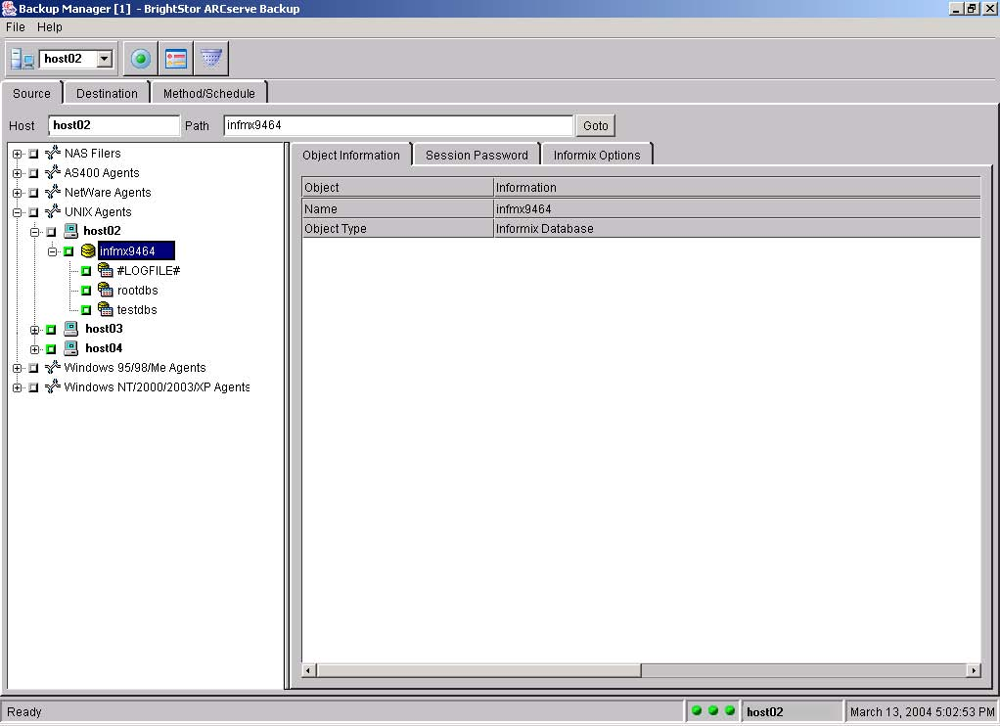 Backup Manager [1] - BrightStor ARCserve Backup
File Help
host02
Source Destination Method/Schedule
Host host02 Path infmx9464 Goto
NAS Filers
AS400 Agents
NetWare Agents
UNIX Agents
host02
infmx9464
#LOGFILE#
rootdbs
testdbs
host03
host04
Windows 95/98/Me Agents
Windows NT/2000/2003/XP Agents
Object Information Session Password Informix Options
Object Information
Name infmx9464
Object Type Informix Database
Ready host02 March 13, 2004 5:02:53 PM